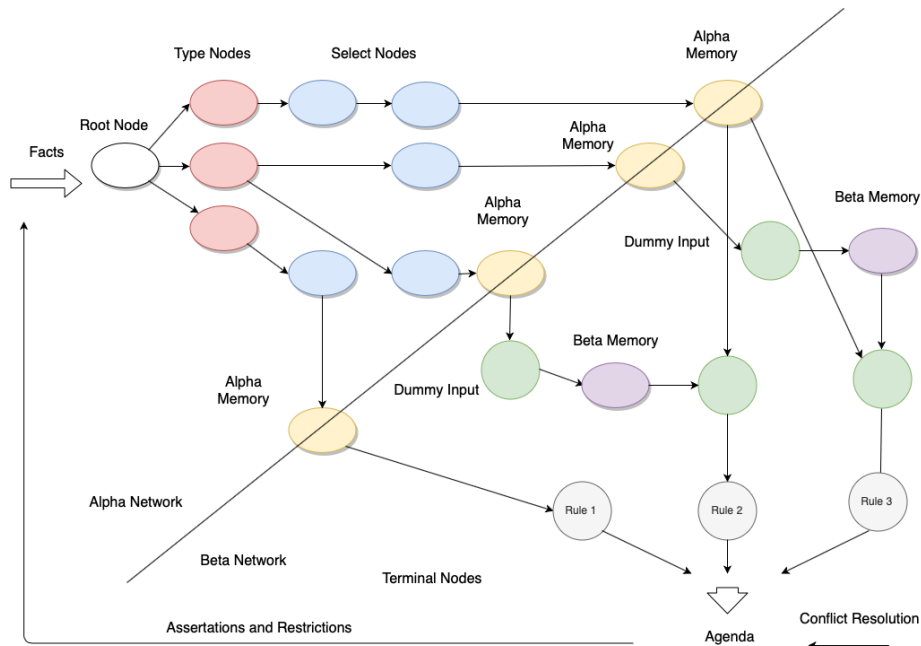 Alpha
Memory
Type Nodes
Select Nodes
Root Node
Alpha
Memory
Facts
Alpha
Memory
Beta Memory
Dummy Input
Beta Memory
Alpha
Memory
Dummy Input
Alpha Network
Rule 1
Rule 2
Rule 3
Beta Network
Terminal Nodes
Assertations and Restrictions
Conflict Resolution
Agenda